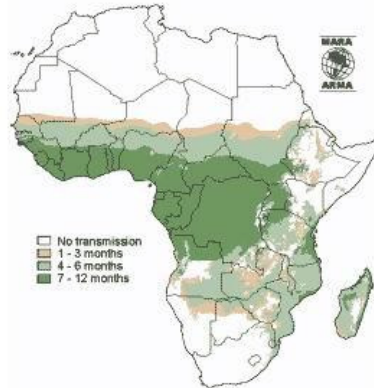 MARA
ARMA
No transmission
1 - 3 months
4 - 6 months
7 - 12 months